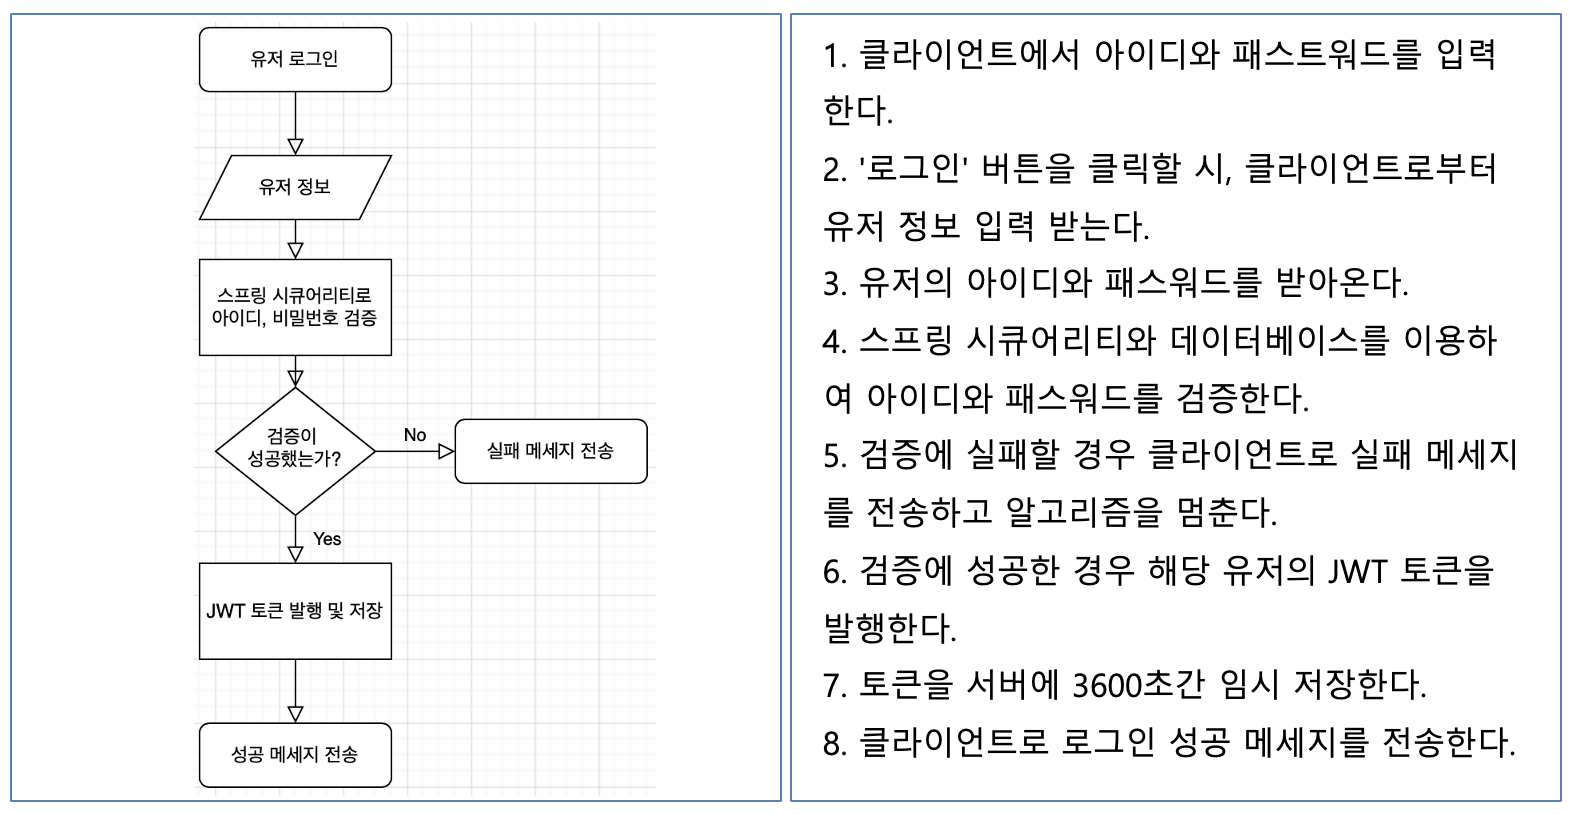 유저 로그인
유저 정보
스프링 시큐어리티로
아이디, 비밀번호 검증
검증이
성공했는가?
No
실패 메세지 전송
Yes
JWT 토큰 발행 및 저장
성공 메세지 전송
1. 클라이언트에서 아이디와 패스트워드를 입력
한다.
2. '로그인' 버튼을 클릭할 시, 클라이언트로부터
유저 정보 입력 받는다.
3. 유저의 아이디와 패스워드를 받아온다.
4. 스프링 시큐어리티와 데이터베이스를 이용하
여 아이디와 패스워드를 검증한다.
5. 검증에 실패할 경우 클라이언트로 실패 메세지
를 전송하고 알고리즘을 멈춘다.
6. 검증에 성공한 경우 해당 유저의 JWT 토큰을
발행한다.
7. 토큰을 서버에 3600초간 임시 저장한다.
8. 클라이언트로 로그인 성공 메세지를 전송한다.